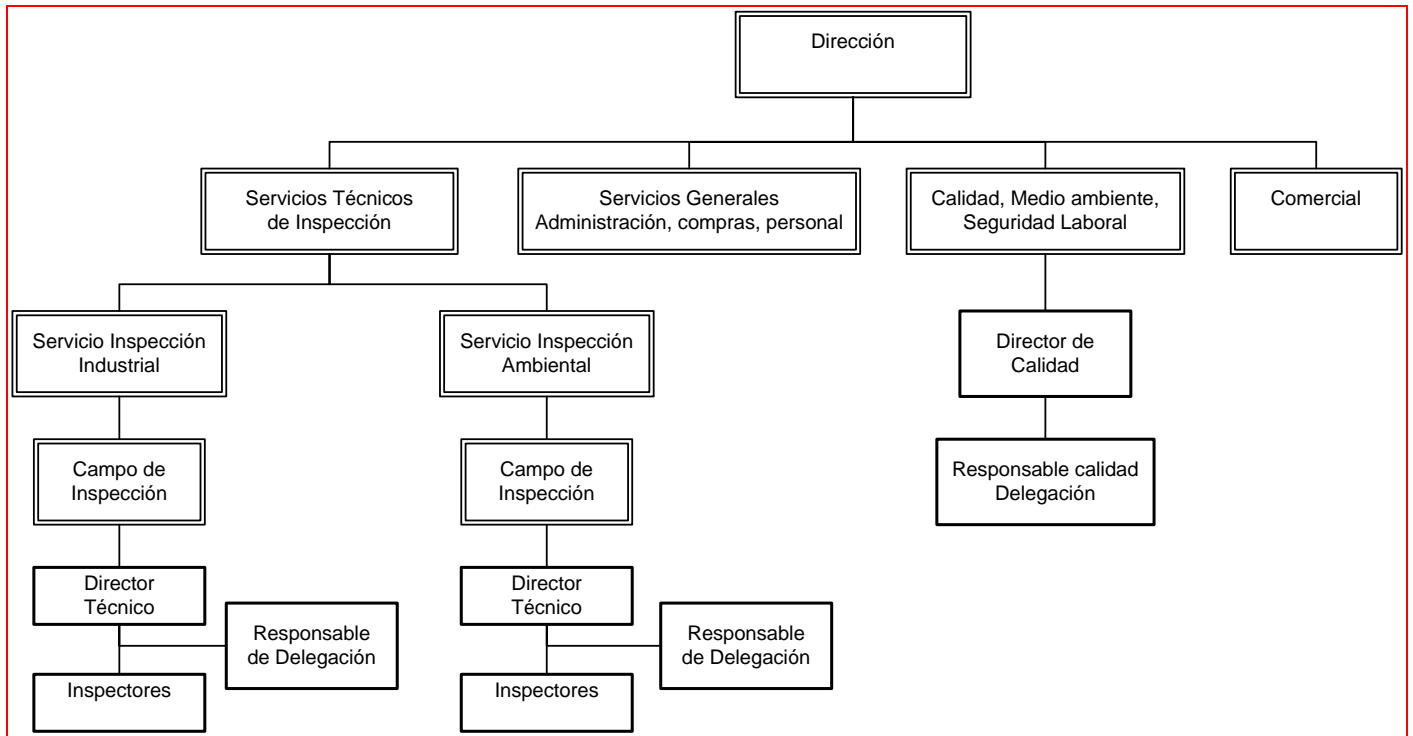 Dirección
Servicios Técnicos
de Inspección
Servicios Generales
Administración, compras, personal
Calidad, Medio ambiente,
Seguridad Laboral
Comercial
Servicio Inspección
Industrial
Servicio Inspección
Ambiental
Director de
Calidad
Campo de
Inspección
Campo de
Inspección
Responsable calidad
Delegación
Director
Técnico
Responsable
de Delegación
Inspectores
Director
Técnico
Responsable
de Delegación
Inspectores